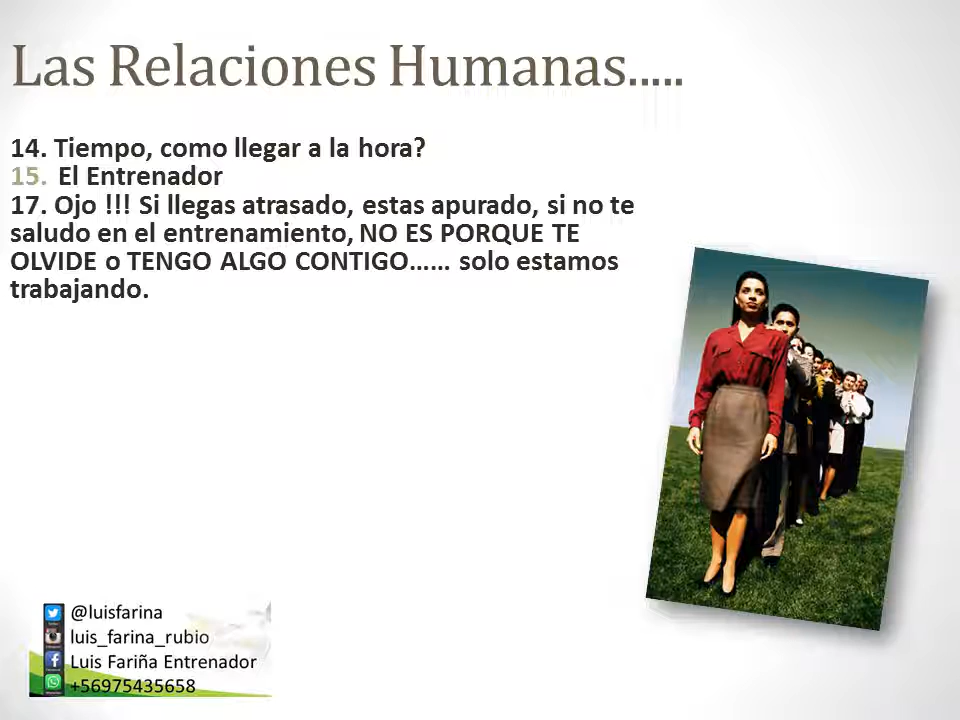 Las Relaciones Humanas.....
14. Tiempo, como llegar a la hora?
15. El Entrenador
17. Ojo !!! Si llegas atrasado, estas apurado, si no te
saludo en el entrenamiento, NO ES PORQUE TE
OLVIDE o TENGO ALGO CONTIGO...... solo estamos
trabajando.
@luisfarina
luis_farina_rubio
Luis Fariña Entrenador
+56975435658